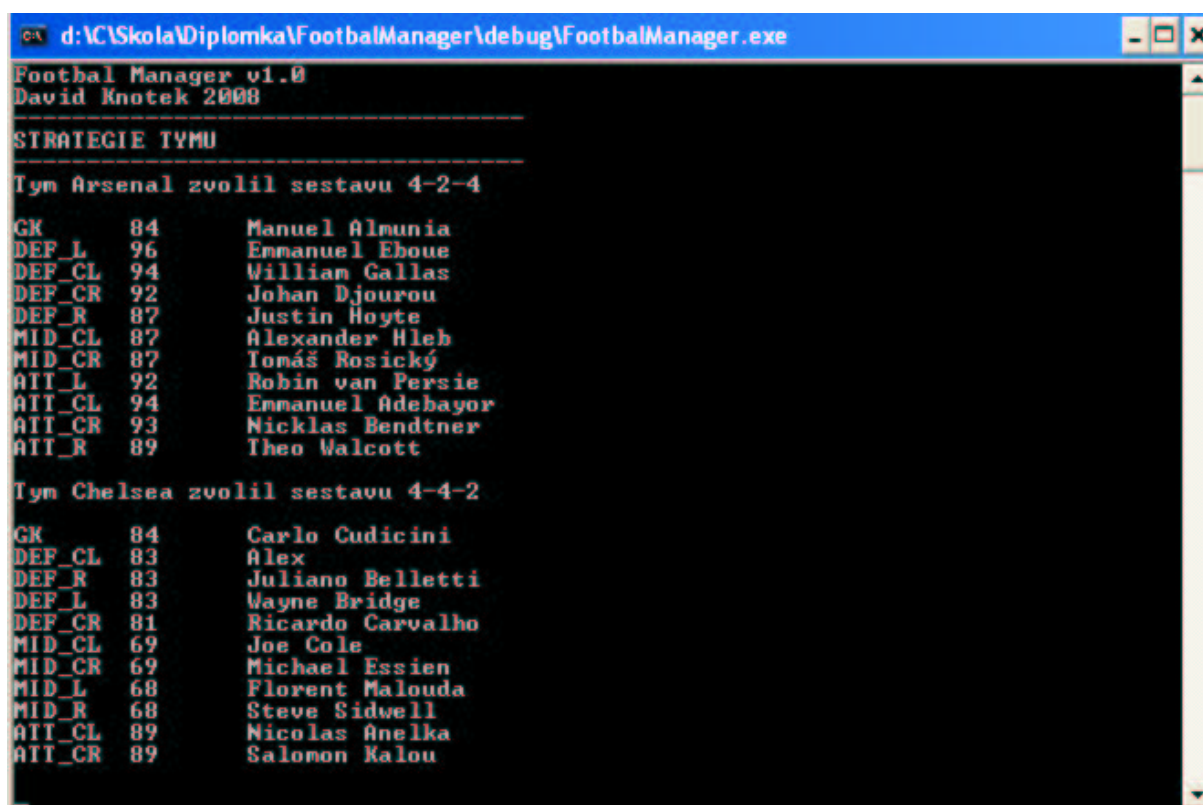 d:\C\Skola\Diplomka\FootbalManager\debug\FootbalManager.exe
Footbal Manager v1.0
David Knotek 2008
-----------------------------------
STRATEGIE TYMU
-----------------------------------
Tym Arsenal zvolil sestavu 4-2-4
GK 84 Manuel Almunia
DEF_L 96 Emmanuel Eboue
DEF_CL 94 William Gallas
DEF_CR 92 Johan Djourou
DEF_R 87 Justin Hoyte
MID_CL 87 Alexander Hleb
MID_CR 87 Tomáš Rosický
ATT_L 92 Robin van Persie
ATT_CL 94 Emmanuel Adebayor
ATT_CR 93 Nicklas Bendtner
ATT_R 89 Theo Walcott
Tym Chelsea zvolil sestavu 4-4-2
GK 84 Carlo Cudicini
DEF_CL 83 Alex
DEF_R 83 Juliano Belletti
DEF_L 83 Wayne Bridge
DEF_CR 81 Ricardo Carvalho
MID_CL 69 Joe Cole
MID_CR 69 Michael Essien
MID_L 68 Florent Malouda
MID_R 68 Steve Sidwell
ATT_CL 89 Nicolas Anelka
ATT_CR 89 Salomon Kalou